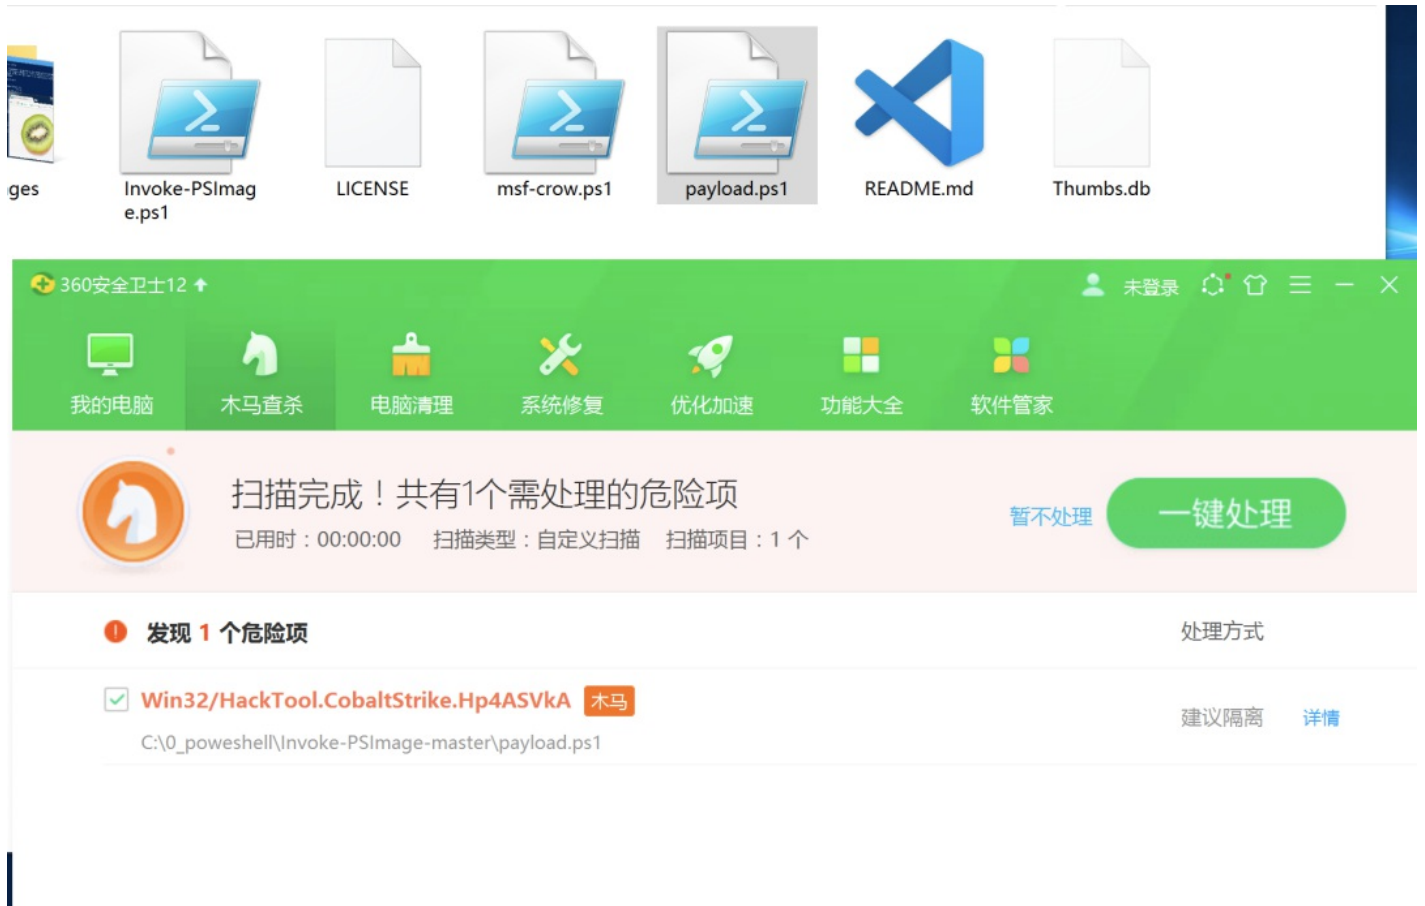 ges
Invoke-PSImag
e.ps1
LICENSE
msf-crow.ps1
payload.ps1
README.md
Thumbs.db
360安全卫士12
未登录
我的电脑
木马查杀
电脑清理
系统修复
优化加速
功能大全
软件管家
扫描完成！共有1个需处理的危险项
已用时：00:00:00 扫描类型：自定义扫描 扫描项目：1 个
暂不处理
一键处理
发现 1 个危险项
处理方式
Win32/HackTool.CobaltStrike.Hp4ASVkA 木马
C:\0_poweshell\Invoke-PSImage-master\payload.ps1
建议隔离 详情